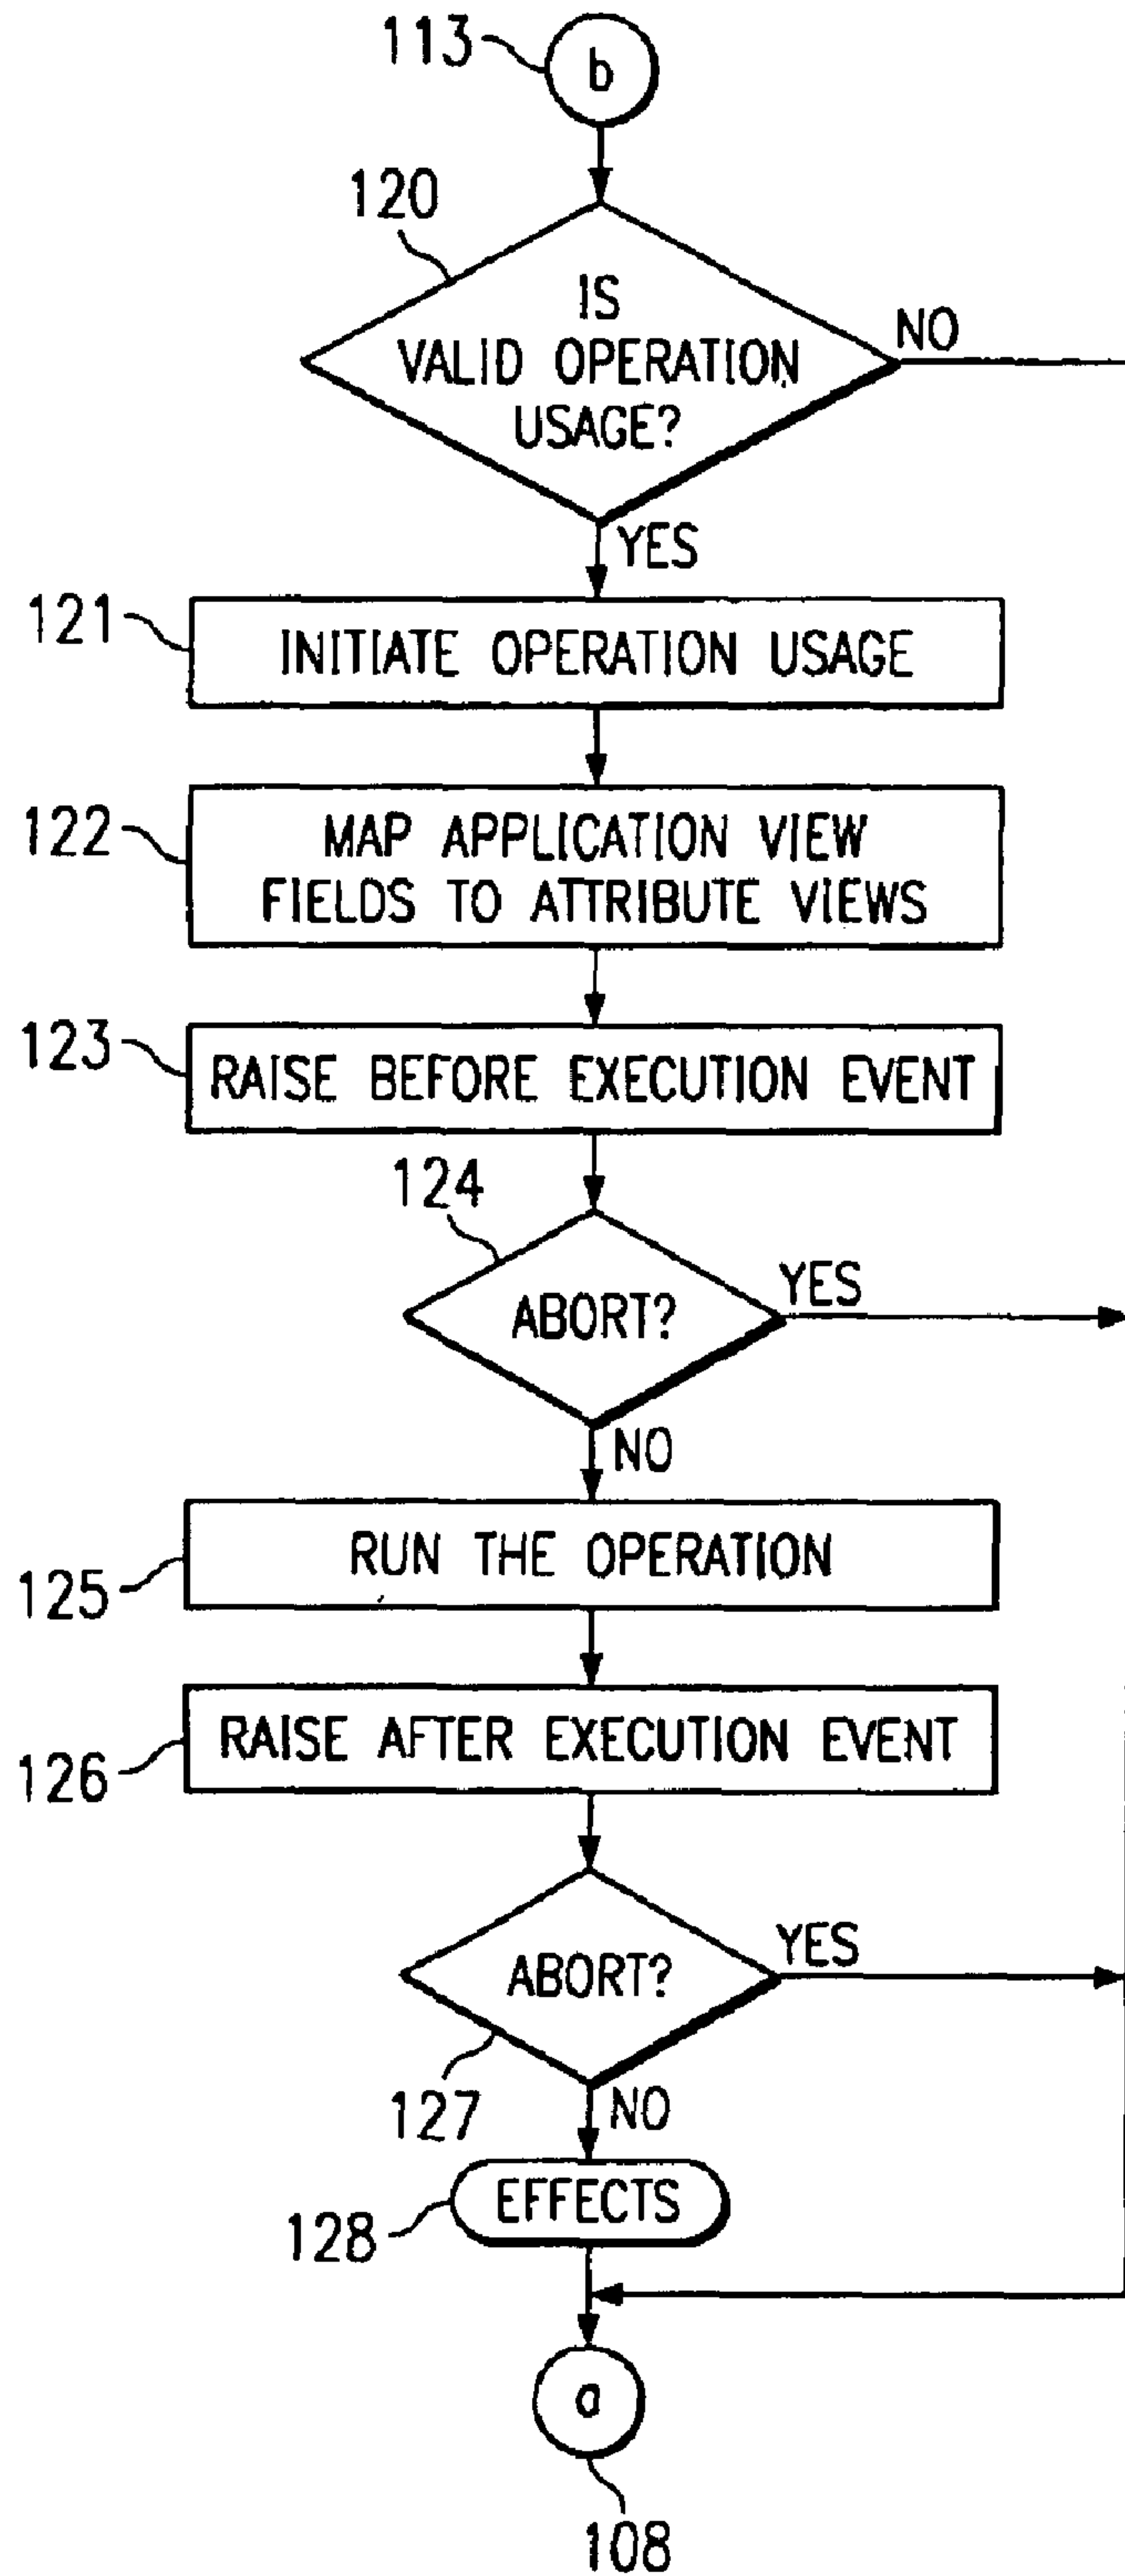 113
b
120
IS
VALID OPERATION
USAGE?
NO
YES
121
INITIATE OPERATION USAGE
122
MAP APPLICATION VIEW
FIELDS TO ATTRIBUTE VIEWS
123
RAISE BEFORE EXECUTION EVENT
124
ABORT?
YES
NO
125
RUN THE OPERATION
126
RAISE AFTER EXECUTION EVENT
ABORT?
YES
127
NO
EFFECTS
128
a
108